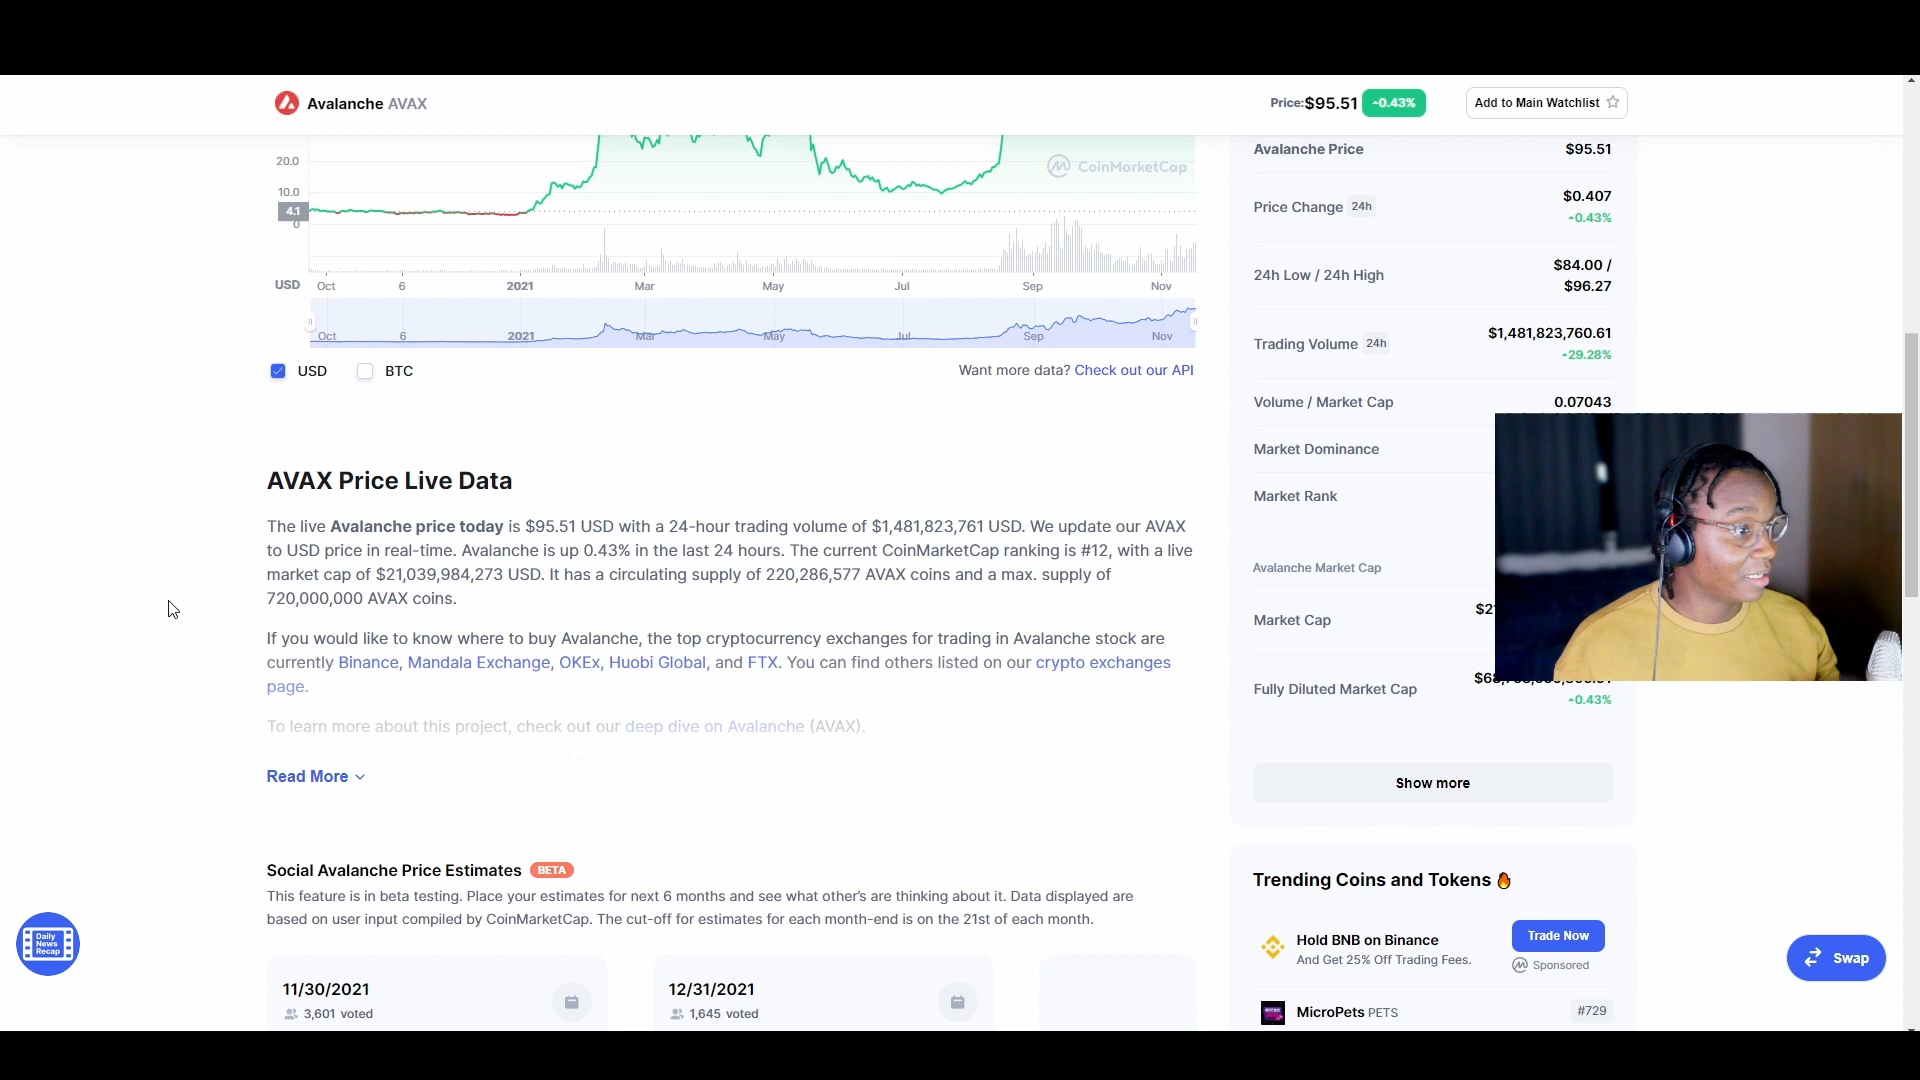 Avalanche AVAX
Price:$95.51 0.43%
Add to Main Watchlist
20.0
10.0
4.1
0
CoinMarketCap
USD Oct 6 2021 Mar May Jul Sep Nov
Oct 6 2021 Mar May Jul Sep Nov
USD BTC
Want more data? Check out our API
AVAX Price Live Data
The live Avalanche price today is $95.51 USD with a 24-hour trading volume of $1,481,823,761 USD. We update our AVAX
to USD price in real-time. Avalanche is up 0.43% in the last 24 hours. The current CoinMarketCap ranking is #12, with a live
market cap of $21,039,984,273 USD. It has a circulating supply of 220,286,577 AVAX coins and a max. supply of
720,000,000 AVAX coins.
If you would like to know where to buy Avalanche, the top cryptocurrency exchanges for trading in Avalanche stock are
currently Binance, Mandala Exchange, OKEx, Huobi Global, and FTX. You can find others listed on our crypto exchanges
page.
To learn more about this project, check out our deep dive on Avalanche (AVAX).
Read More
Social Avalanche Price Estimates BETA
This feature is in beta testing. Place your estimates for next 6 months and see what other's are thinking about it. Data displayed are
based on user input compiled by CoinMarketCap. The cut-off for estimates for each month-end is on the 21st of each month.
11/30/2021
3,601 voted
12/31/2021
1,645 voted
Daily
News
Recap
Avalanche Price $95.51
Price Change 24h $0.407
0.43%
24h Low / 24h High $84.00 /
$96.27
Trading Volume 24h $1,481,823,760.61
29.28%
Volume / Market Cap 0.07043
Market Dominance
Market Rank
Avalanche Market Cap
Market Cap
Fully Diluted Market Cap
0.43%
Show more
Trending Coins and Tokens
Hold BNB on Binance
And Get 25% Off Trading Fees.
Trade Now
Sponsored
MicroPets PETS #729
Swap